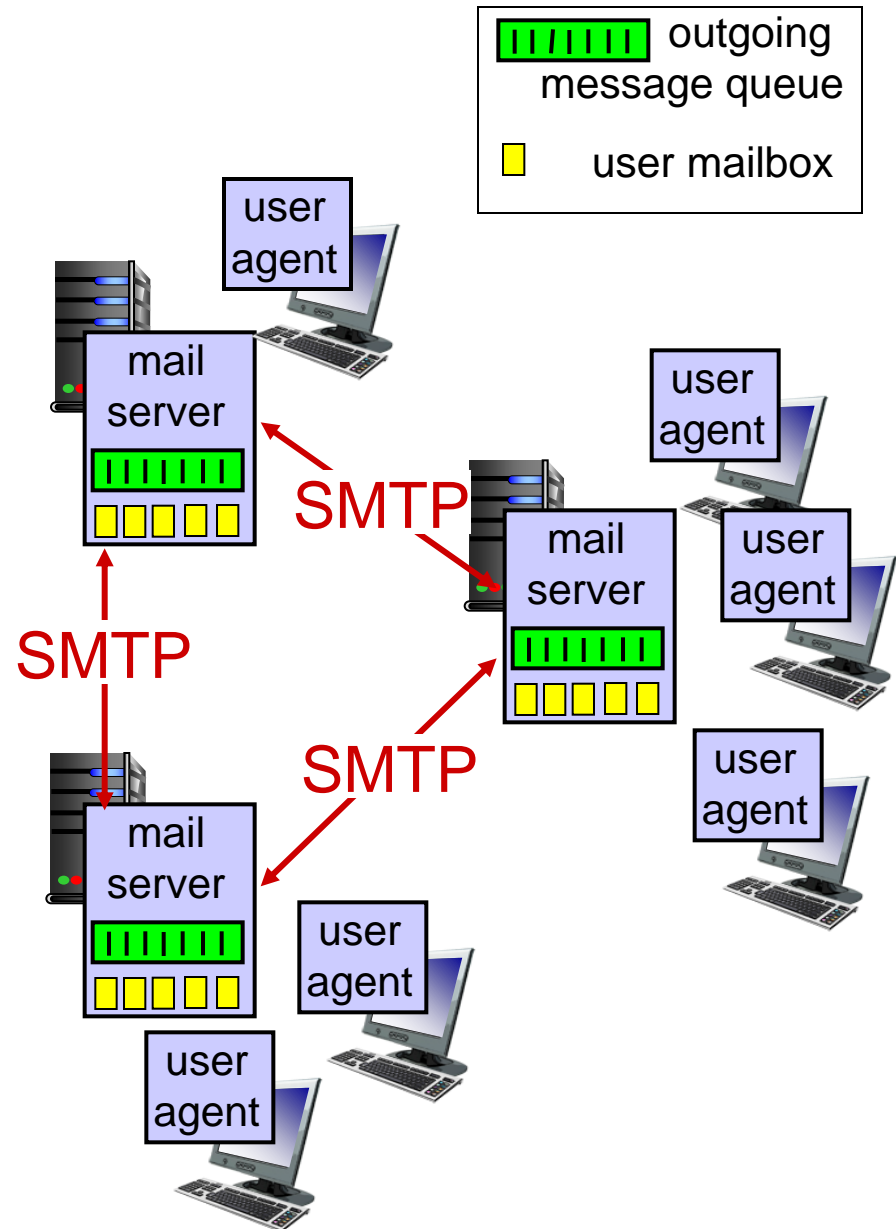 outgoing
message queue
user mailbox
user
agent
mail
server
SMTP
user
agent
mail
server
user
agent
SMTP
SMTP
user
agent
mail
server
user
agent
user
agent